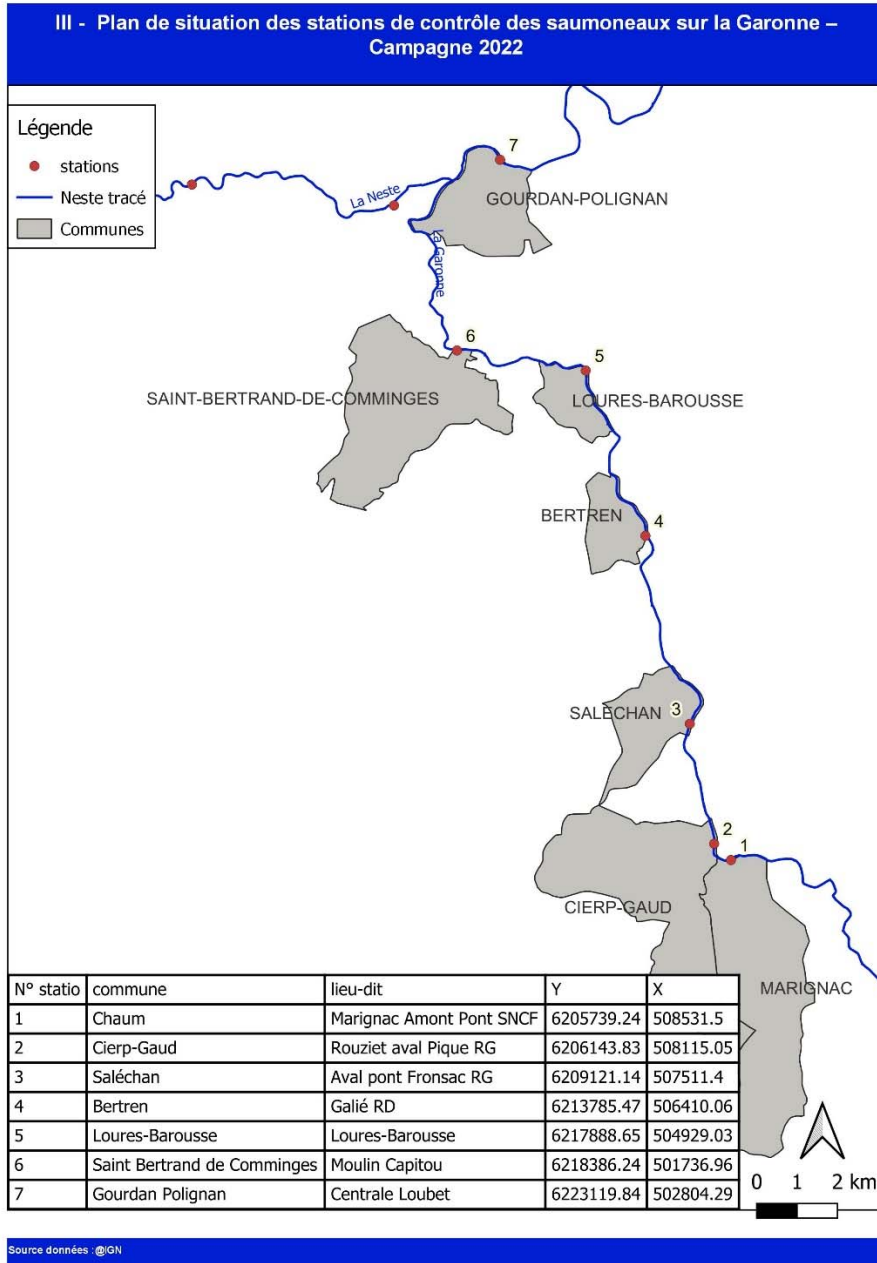 III - Plan de situation des stations de contrôle des saumoneaux sur la Garonne –
Campagne 2022
Légende
stations
Neste tracé
Communes
7
La Neste
GOURDAN-POLIGNAN
La Garonne
6
5
SAINT-BERTRAND-DE-COMMINGES
LOURES-BAROUSSE
BERTREN
4
SALECHAN
3
2
1
CIERP-GAUD
MARIGNAC
N° statio commune lieu-dit Y X
1 Chaum Marignac Amont Pont SNCF 6205739.24 508531.5
2 Cierp-Gaud Rouziet aval Pique RG 6206143.83 508115.05
3 Saléchan Aval pont Fronsac RG 6209121.14 507511.4
4 Bertren Galié RD 6213785.47 506410.06
5 Loures-Barousse Loures-Barousse 6217888.65 504929.03
6 Saint Bertrand de Comminges Moulin Capitou 6218386.24 501736.96
7 Gourdan Polignan Centrale Loubet 6223119.84 502804.29
0 1 2 km
Source données :@IGN